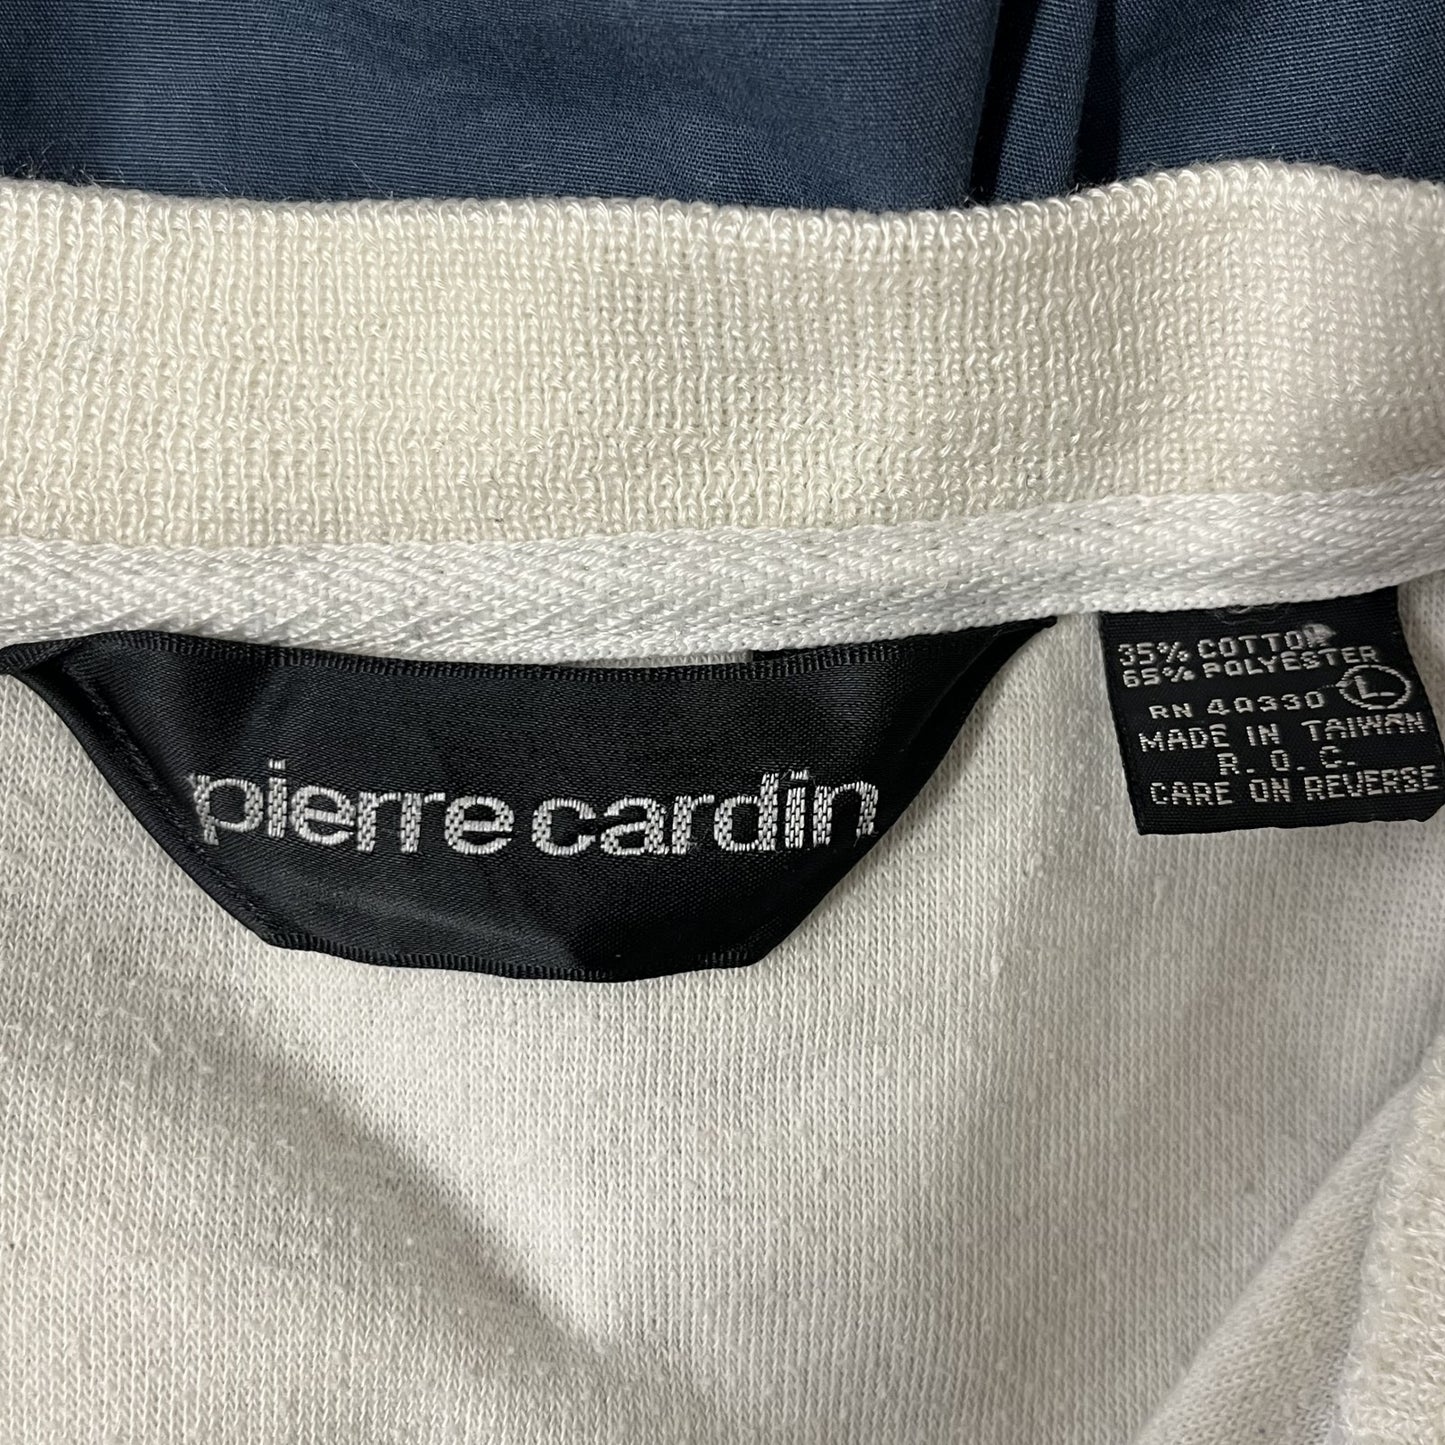 pierre cardin
35% COTTON
65% POLYESTER
RN 40330 L
MADE IN TAIWAN
R. O. C.
CARE ON REVERSE